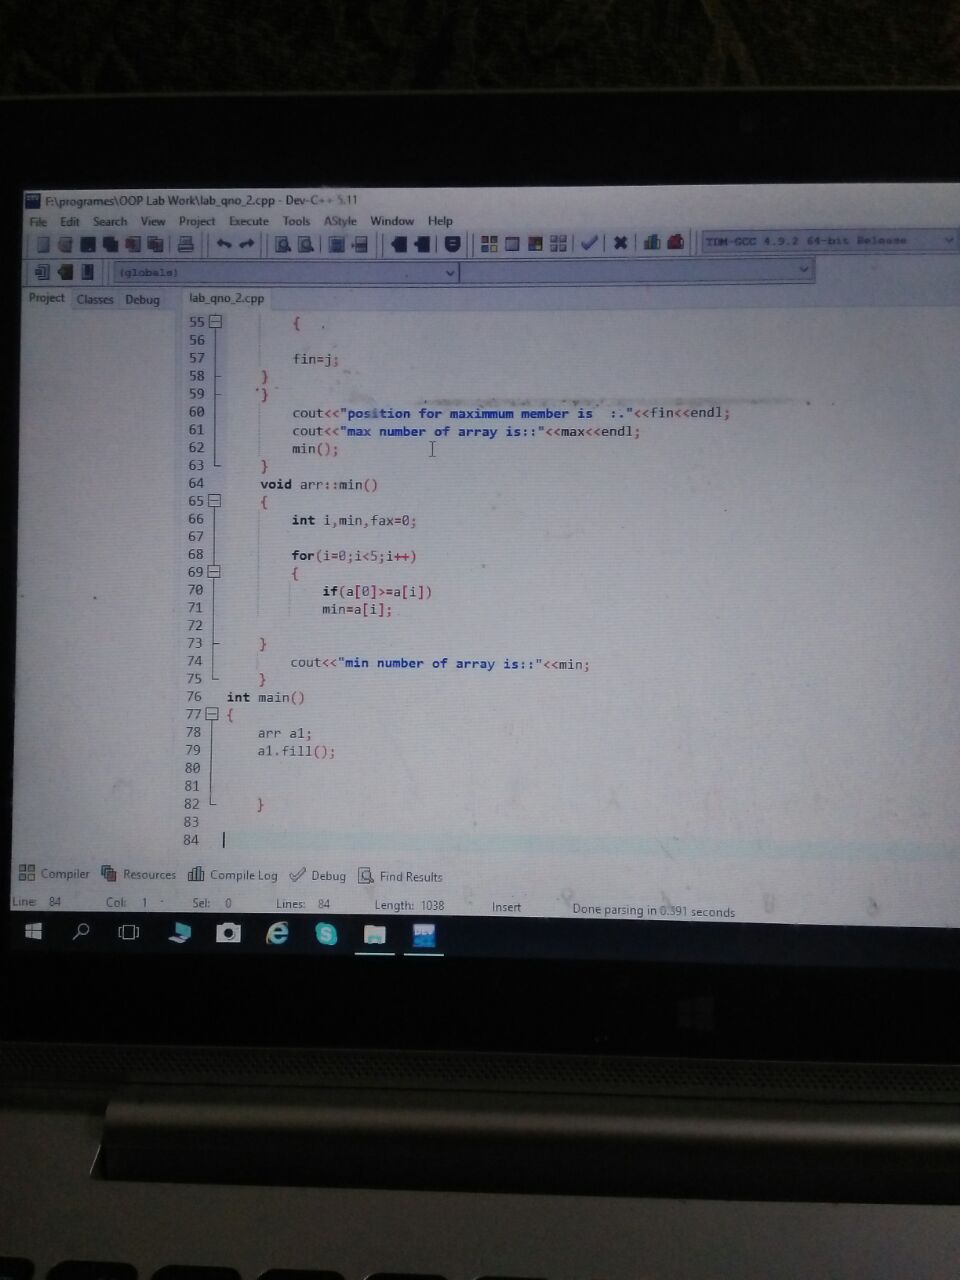 F:\programes\OOP Lab Work\lab_qno_2.cpp - Dev-C++ 5.11
File Edit Search View Project Execute Tools AStyle Window Help
TDM-GCC 4.9.2 64-bit Release
(globals)
Project Classes Debug lab_qno_2.cpp
55 {
56
57 fin=j;
58 }
59 }
60 cout<<"position for maximmum member is  :."<<fin<<endl;
61 cout<<"max number of array is::"<<max<<endl;
62 min();
63 }
64 void arr::min()
65 {
66 int i,min,fax=0;
67
68 for(i=0;i<5;i++)
69 {
70 if(a[0]>=a[i])
71 min=a[i];
72
73 }
74 cout<<"min number of array is::"<<min;
75 }
76 int main()
77 {
78 arr a1;
79 a1.fill();
80
81
82 }
83
84
Compiler Resources Compile Log Debug Find Results
Line: 84 Col: 1 Sel: 0 Lines: 84 Length: 1038 Insert Done parsing in 0.391 seconds
DEV